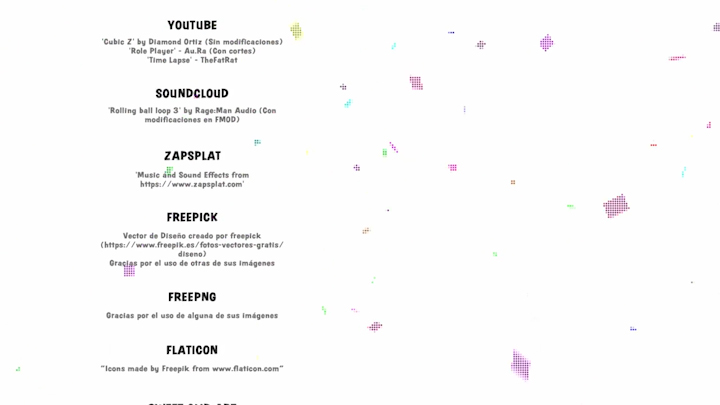 YOUTUBE
'Cubic Z' by Diamond Ortiz (Sin modificaciones)
'Role Player' - Au.Ra (Con cortes)
'Time Lapse' - TheFatRat
SOUNDCLOUD
'Rolling ball loop 3' by Rage:Man Audio (Con
modificaciones en FMOD)
ZAPSPLAT
'Music and Sound Effects from
https://www.zapsplat.com'
FREEPICK
Vector de Diseño creado por freepick
(https://www.freepik.es/fotos-vectores-gratis/
diseno)
Gracias por el uso de otras de sus imágenes
FREEPNG
Gracias por el uso de alguna de sus imágenes
FLATICON
"Icons made by Freepik from www.flaticon.com"